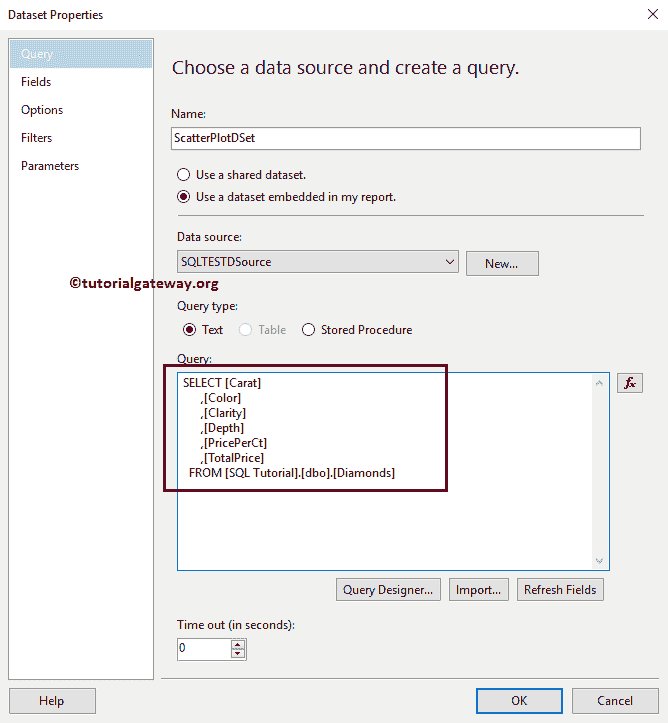 Dataset Properties
Query
Fields
Options
Filters
Parameters
Choose a data source and create a query.
Name:
ScatterPlotDSet
Use a shared dataset.
Use a dataset embedded in my report.
Data source:
SQLTESTDSource
New...
©tutorialgateway.org
Query type:
Text
Table
Stored Procedure
Query:
SELECT [Carat]
,[Color]
,[Clarity]
,[Depth]
,[PricePerCt]
,[TotalPrice]
FROM [SQL Tutorial].[dbo].[Diamonds]
fx
Query Designer...
Import...
Refresh Fields
Time out (in seconds):
0
Help
OK
Cancel